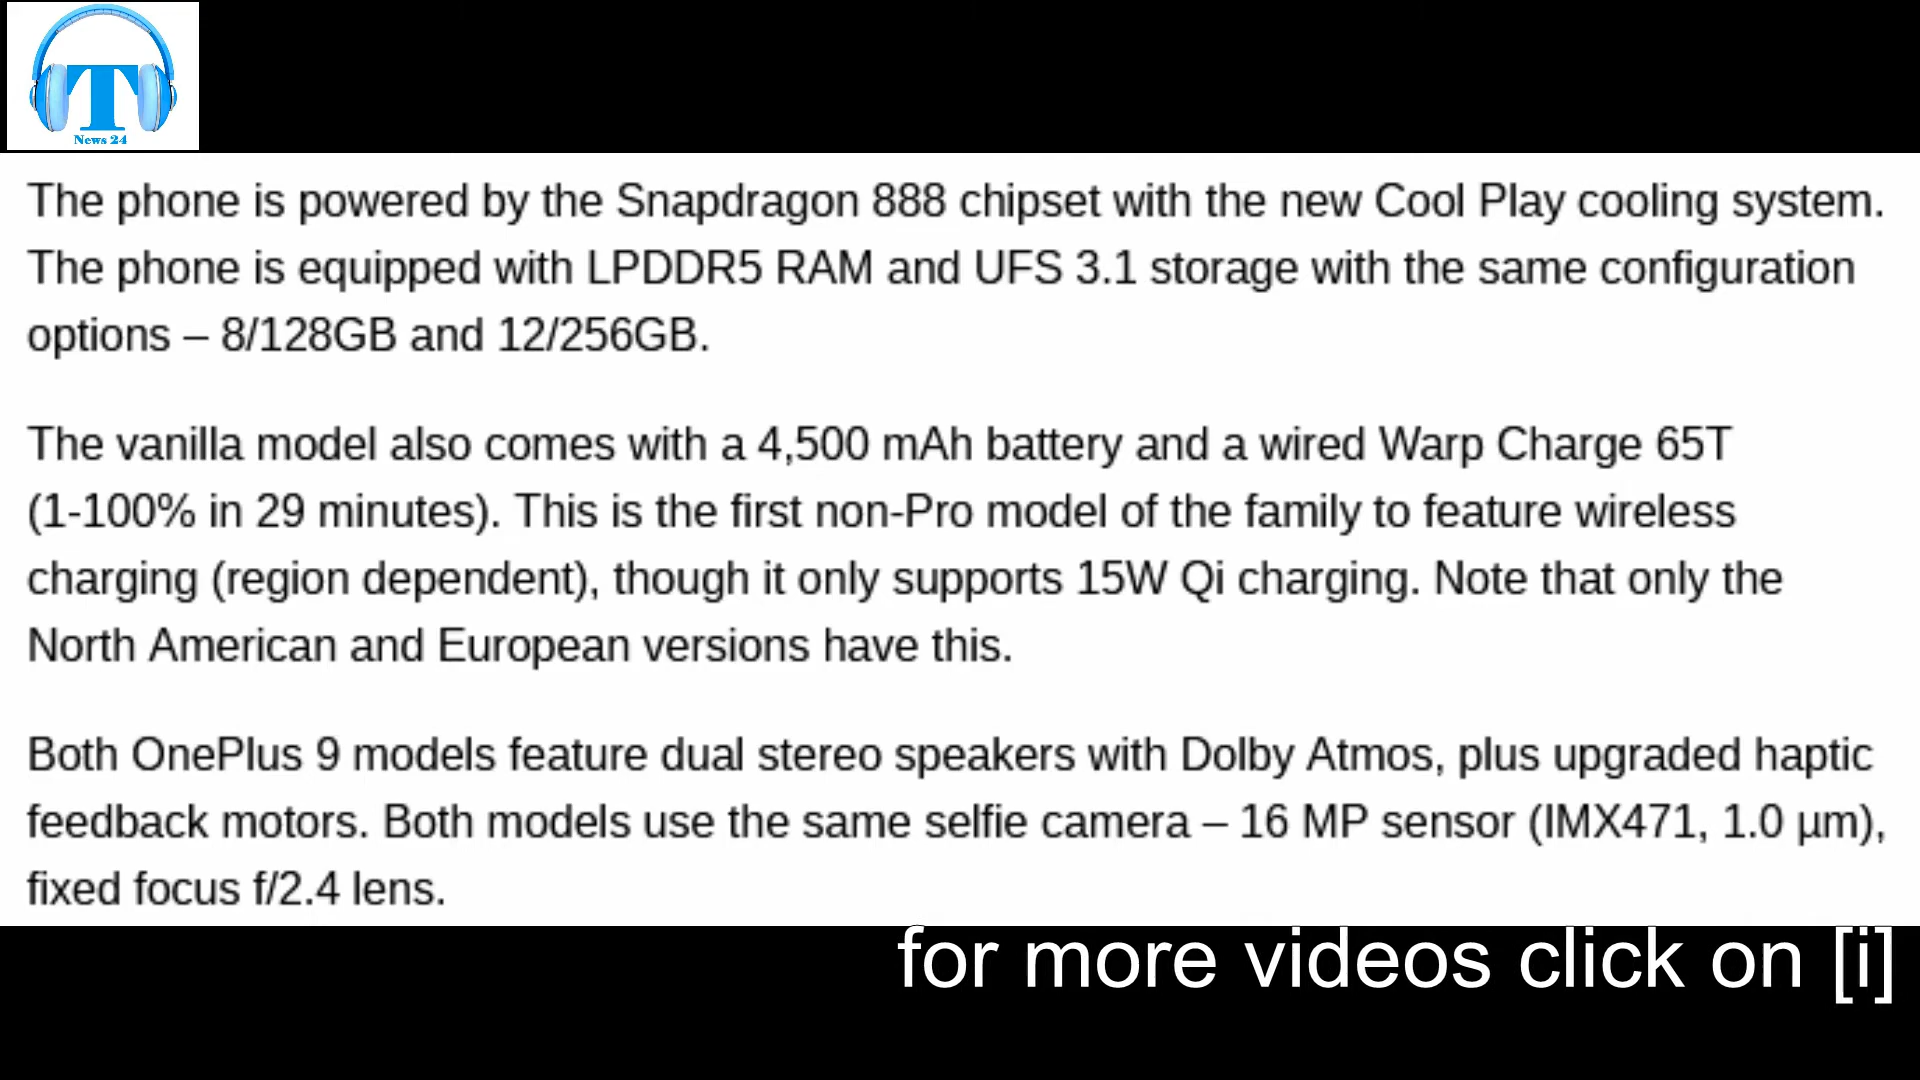 T
News 24
The phone is powered by the Snapdragon 888 chipset with the new Cool Play cooling system.
The phone is equipped with LPDDR5 RAM and UFS 3.1 storage with the same configuration
options – 8/128GB and 12/256GB.
The vanilla model also comes with a 4,500 mAh battery and a wired Warp Charge 65T
(1-100% in 29 minutes). This is the first non-Pro model of the family to feature wireless
charging (region dependent), though it only supports 15W Qi charging. Note that only the
North American and European versions have this.
Both OnePlus 9 models feature dual stereo speakers with Dolby Atmos, plus upgraded haptic
feedback motors. Both models use the same selfie camera – 16 MP sensor (IMX471, 1.0 µm),
fixed focus f/2.4 lens.
for more videos click on [i]